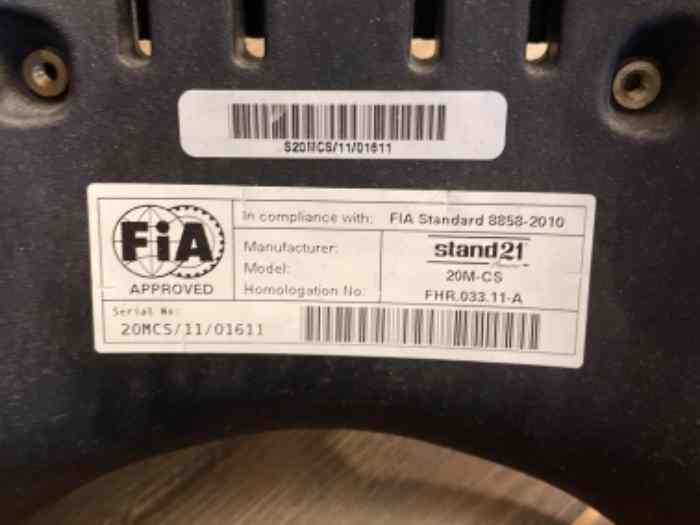 S20MCS/11/01611
FiA
APPROVED
In compliance with: FIA Standard 8858-2010
Manufacturer: stand21
Model: 20M-CS
Homologation No: FHR.033.11-A
Serial No:
20MCS/11/01611